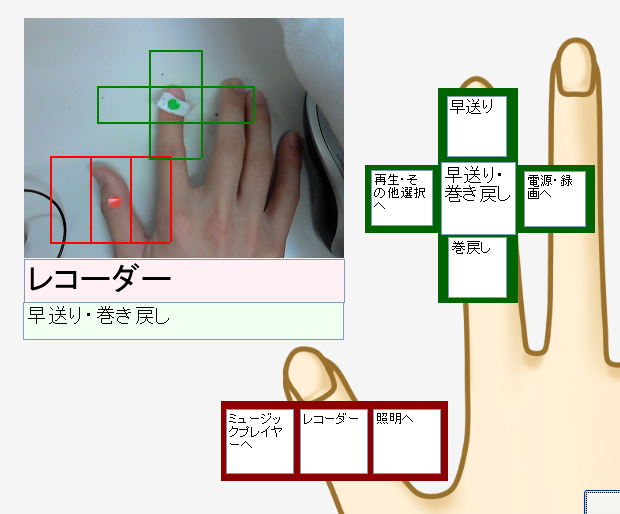 レコーダー
早送り・巻き戻し
早送り
再生・そ
の他選択
へ
早送り・
巻き戻し
電源・録
画へ
巻戻し
ミュージッ
クプレイヤ
ーへ
レコーダー
照明へ